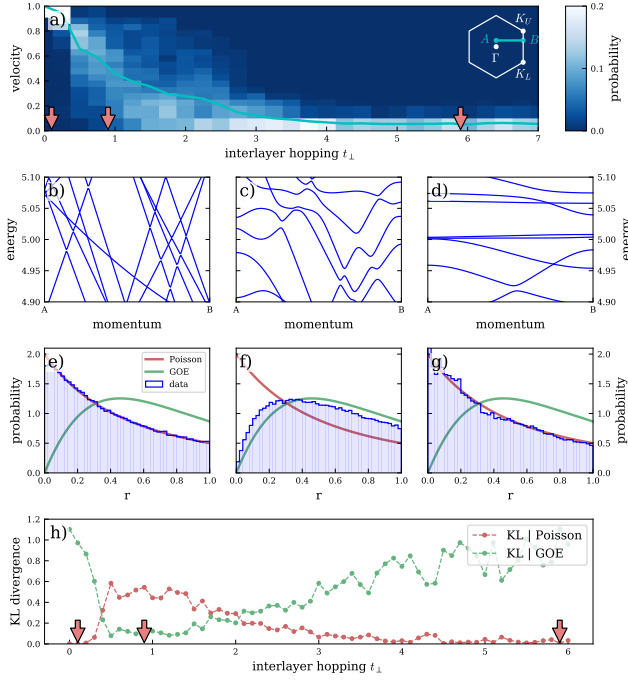 a)
velocity
1.0
0.8
0.6
0.4
0.2
0.0
0
1
2
3
4
5
6
7
interlayer hopping t⊥
K_U
A
B
Γ
K_L
0.2
0.1
0.0
probability
b)
energy
5.10
5.05
5.00
4.95
4.90
A
B
momentum
c)
A
B
momentum
d)
A
B
momentum
5.10
5.05
5.00
4.95
4.90
energy
e)
probability
2.0
1.5
1.0
0.5
0.0
Poisson
GOE
data
0.0
0.2
0.4
0.6
0.8
1.0
r
f)
0.0
0.2
0.4
0.6
0.8
1.0
r
g)
0.0
0.2
0.4
0.6
0.8
1.0
r
2.0
1.5
1.0
0.5
0.0
probability
h)
KL divergence
1.2
1.0
0.8
0.6
0.4
0.2
0.0
KL | Poisson
KL | GOE
0
1
2
3
4
5
6
interlayer hopping t⊥